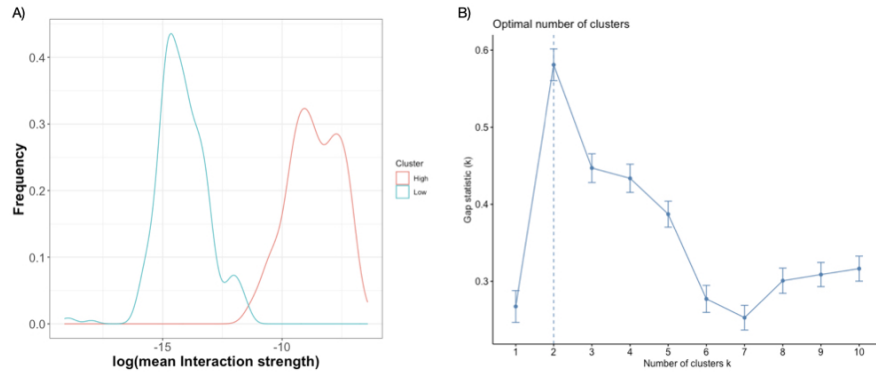 A)
Frequency
0.4
0.3
0.2
0.1
0.0
-15
-10
log(mean Interaction strength)
Cluster
High
Low
B)
Optimal number of clusters
Gap statistic (k)
0.6
0.5
0.4
0.3
1 2 3 4 5 6 7 8 9 10
Number of clusters k